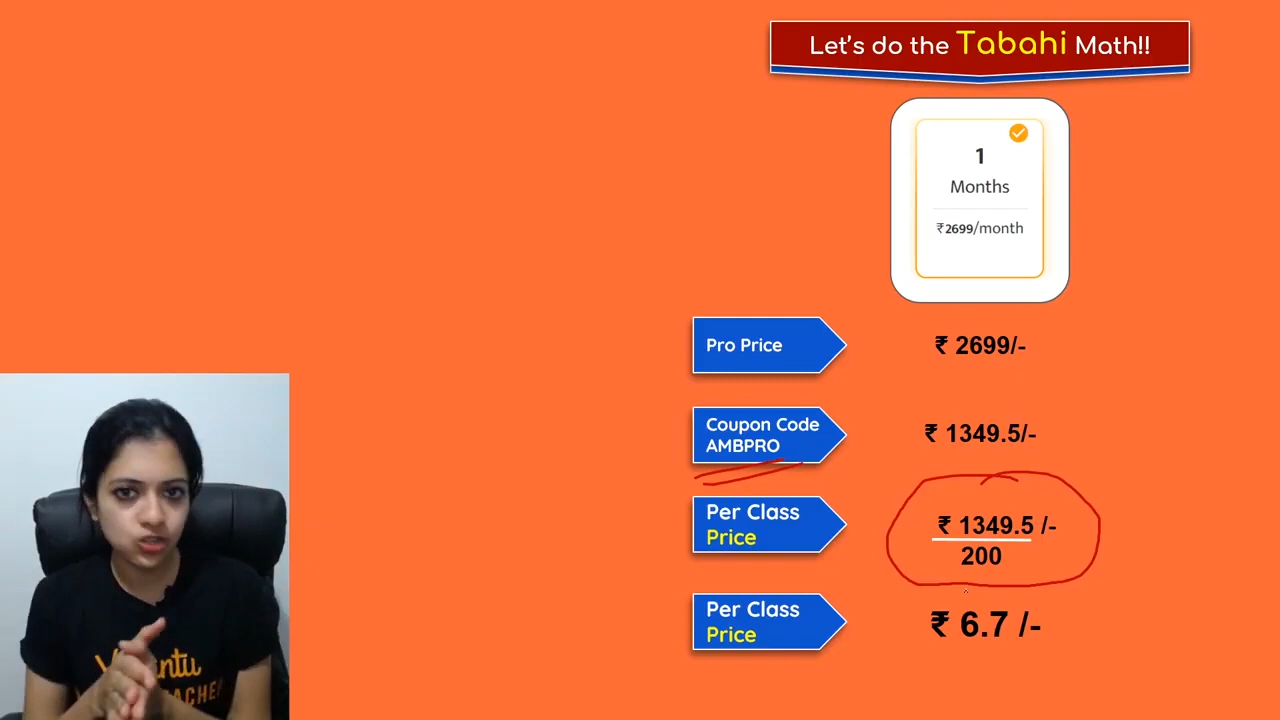 Let's do the Tabahi Math!!
1
Months
₹2699/month
Pro Price
₹ 2699/-
Coupon Code
AMBPRO
₹ 1349.5/-
Per Class
Price
₹ 1349.5 /-
200
Per Class
Price
₹ 6.7 /-